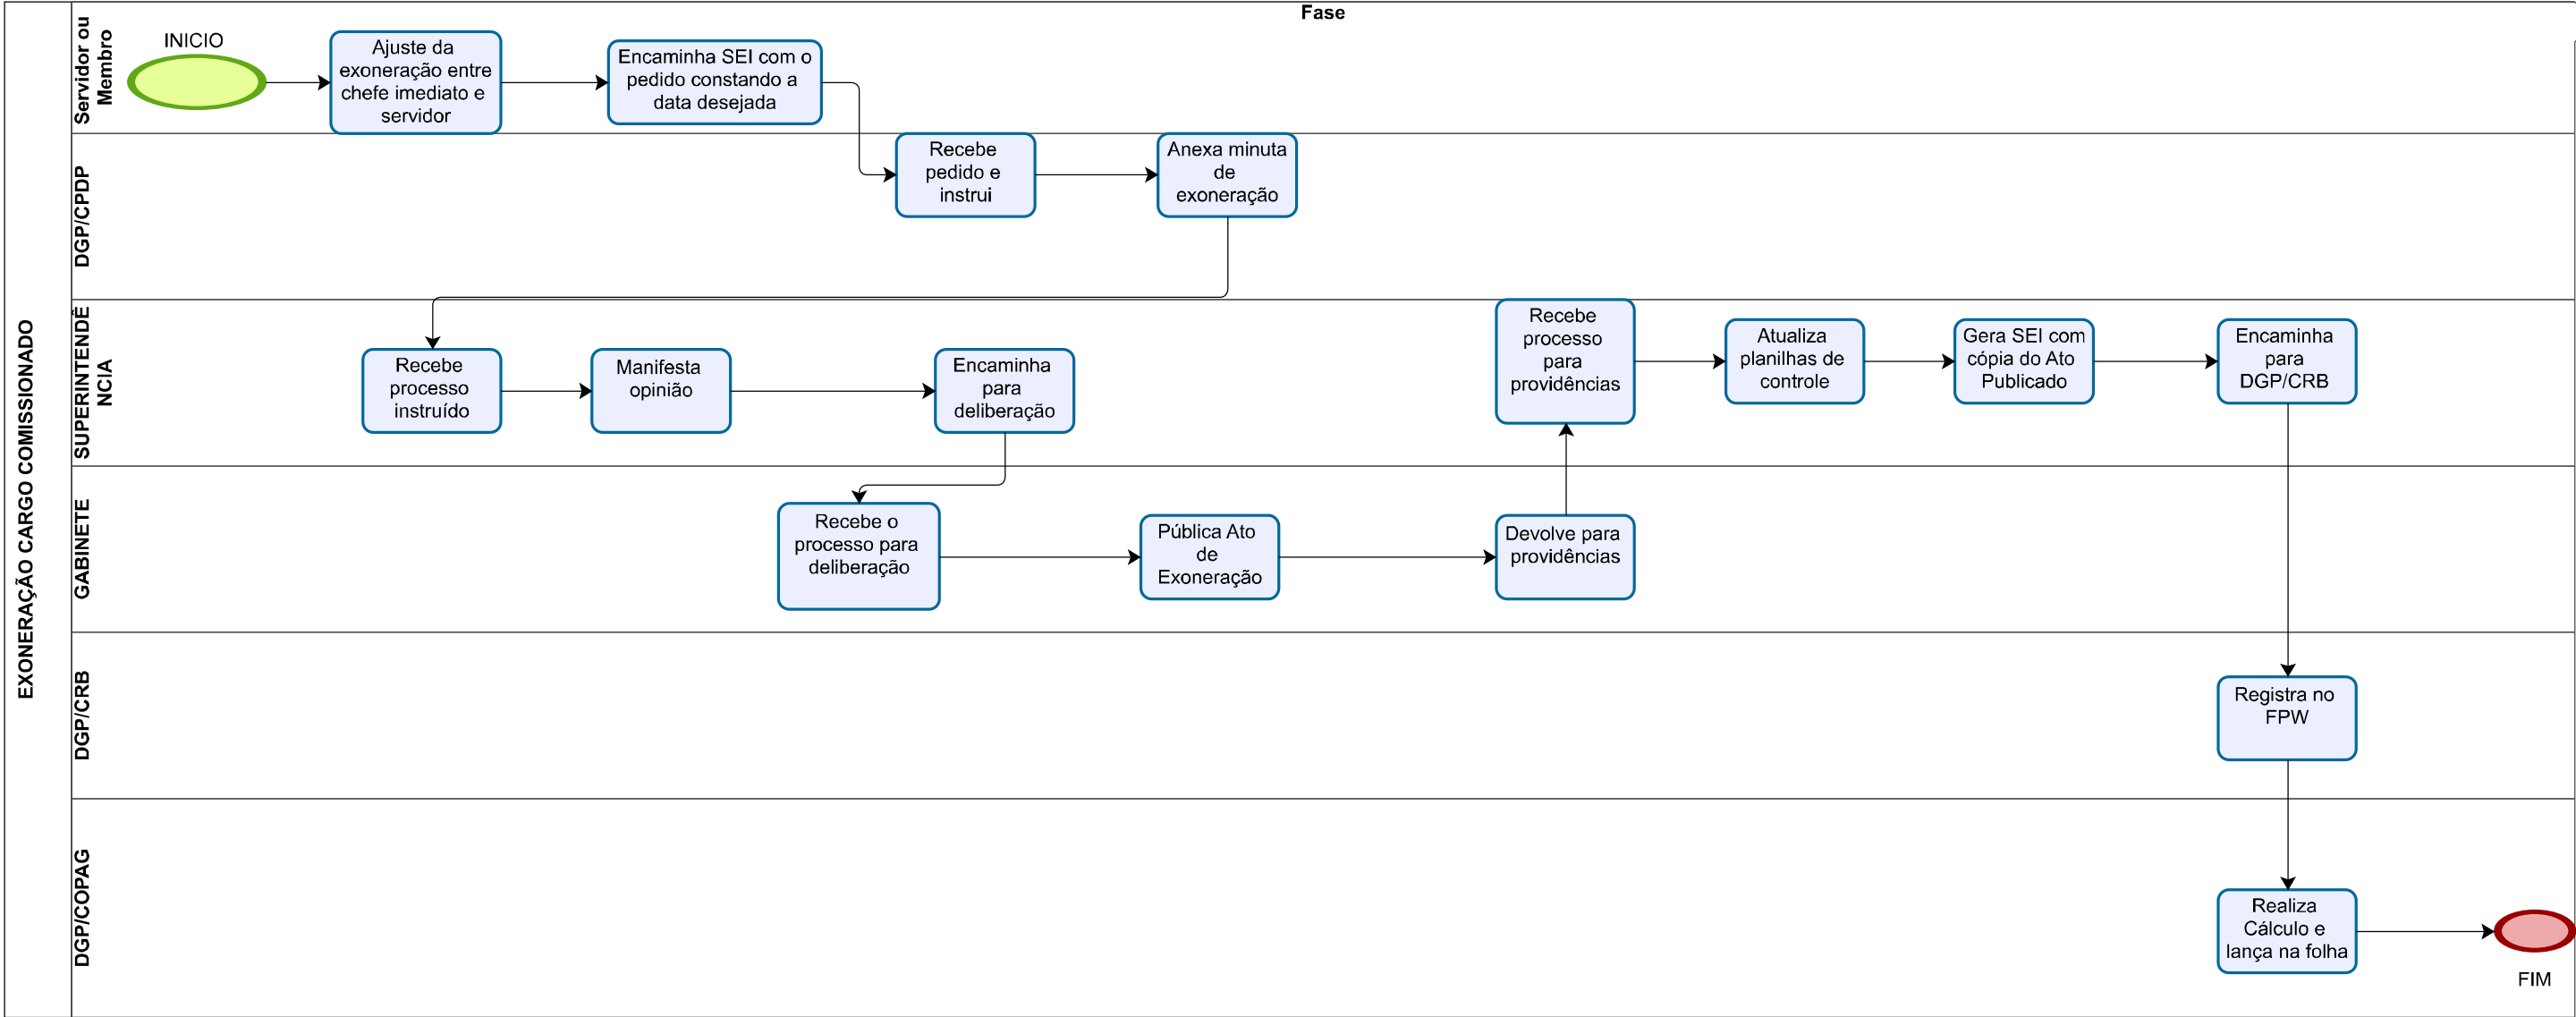 Fase
EXONERAÇÃO CARGO COMISSIONADO
Servidor ou
Membro
INICIO
Ajuste da
exoneração entre
chefe imediato e
servidor
Encaminha SEI com o
pedido constando a
data desejada
DGP/CPDP
Recebe
pedido e
instrui
Anexa minuta
de
exoneração
SUPERINTENDÊ
NCIA
Recebe
processo
instruído
Manifesta
opinião
Encaminha
para
deliberação
Recebe
processo
para
providências
Atualiza
planilhas de
controle
Gera SEI com
cópia do Ato
Publicado
Encaminha
para
DGP/CRB
GABINETE
Recebe o
processo para
deliberação
Pública Ato
de
Exoneração
Devolve para
providências
DGP/CRB
Registra no
FPW
DGP/COPAG
Realiza
Cálculo e
lança na folha
FIM